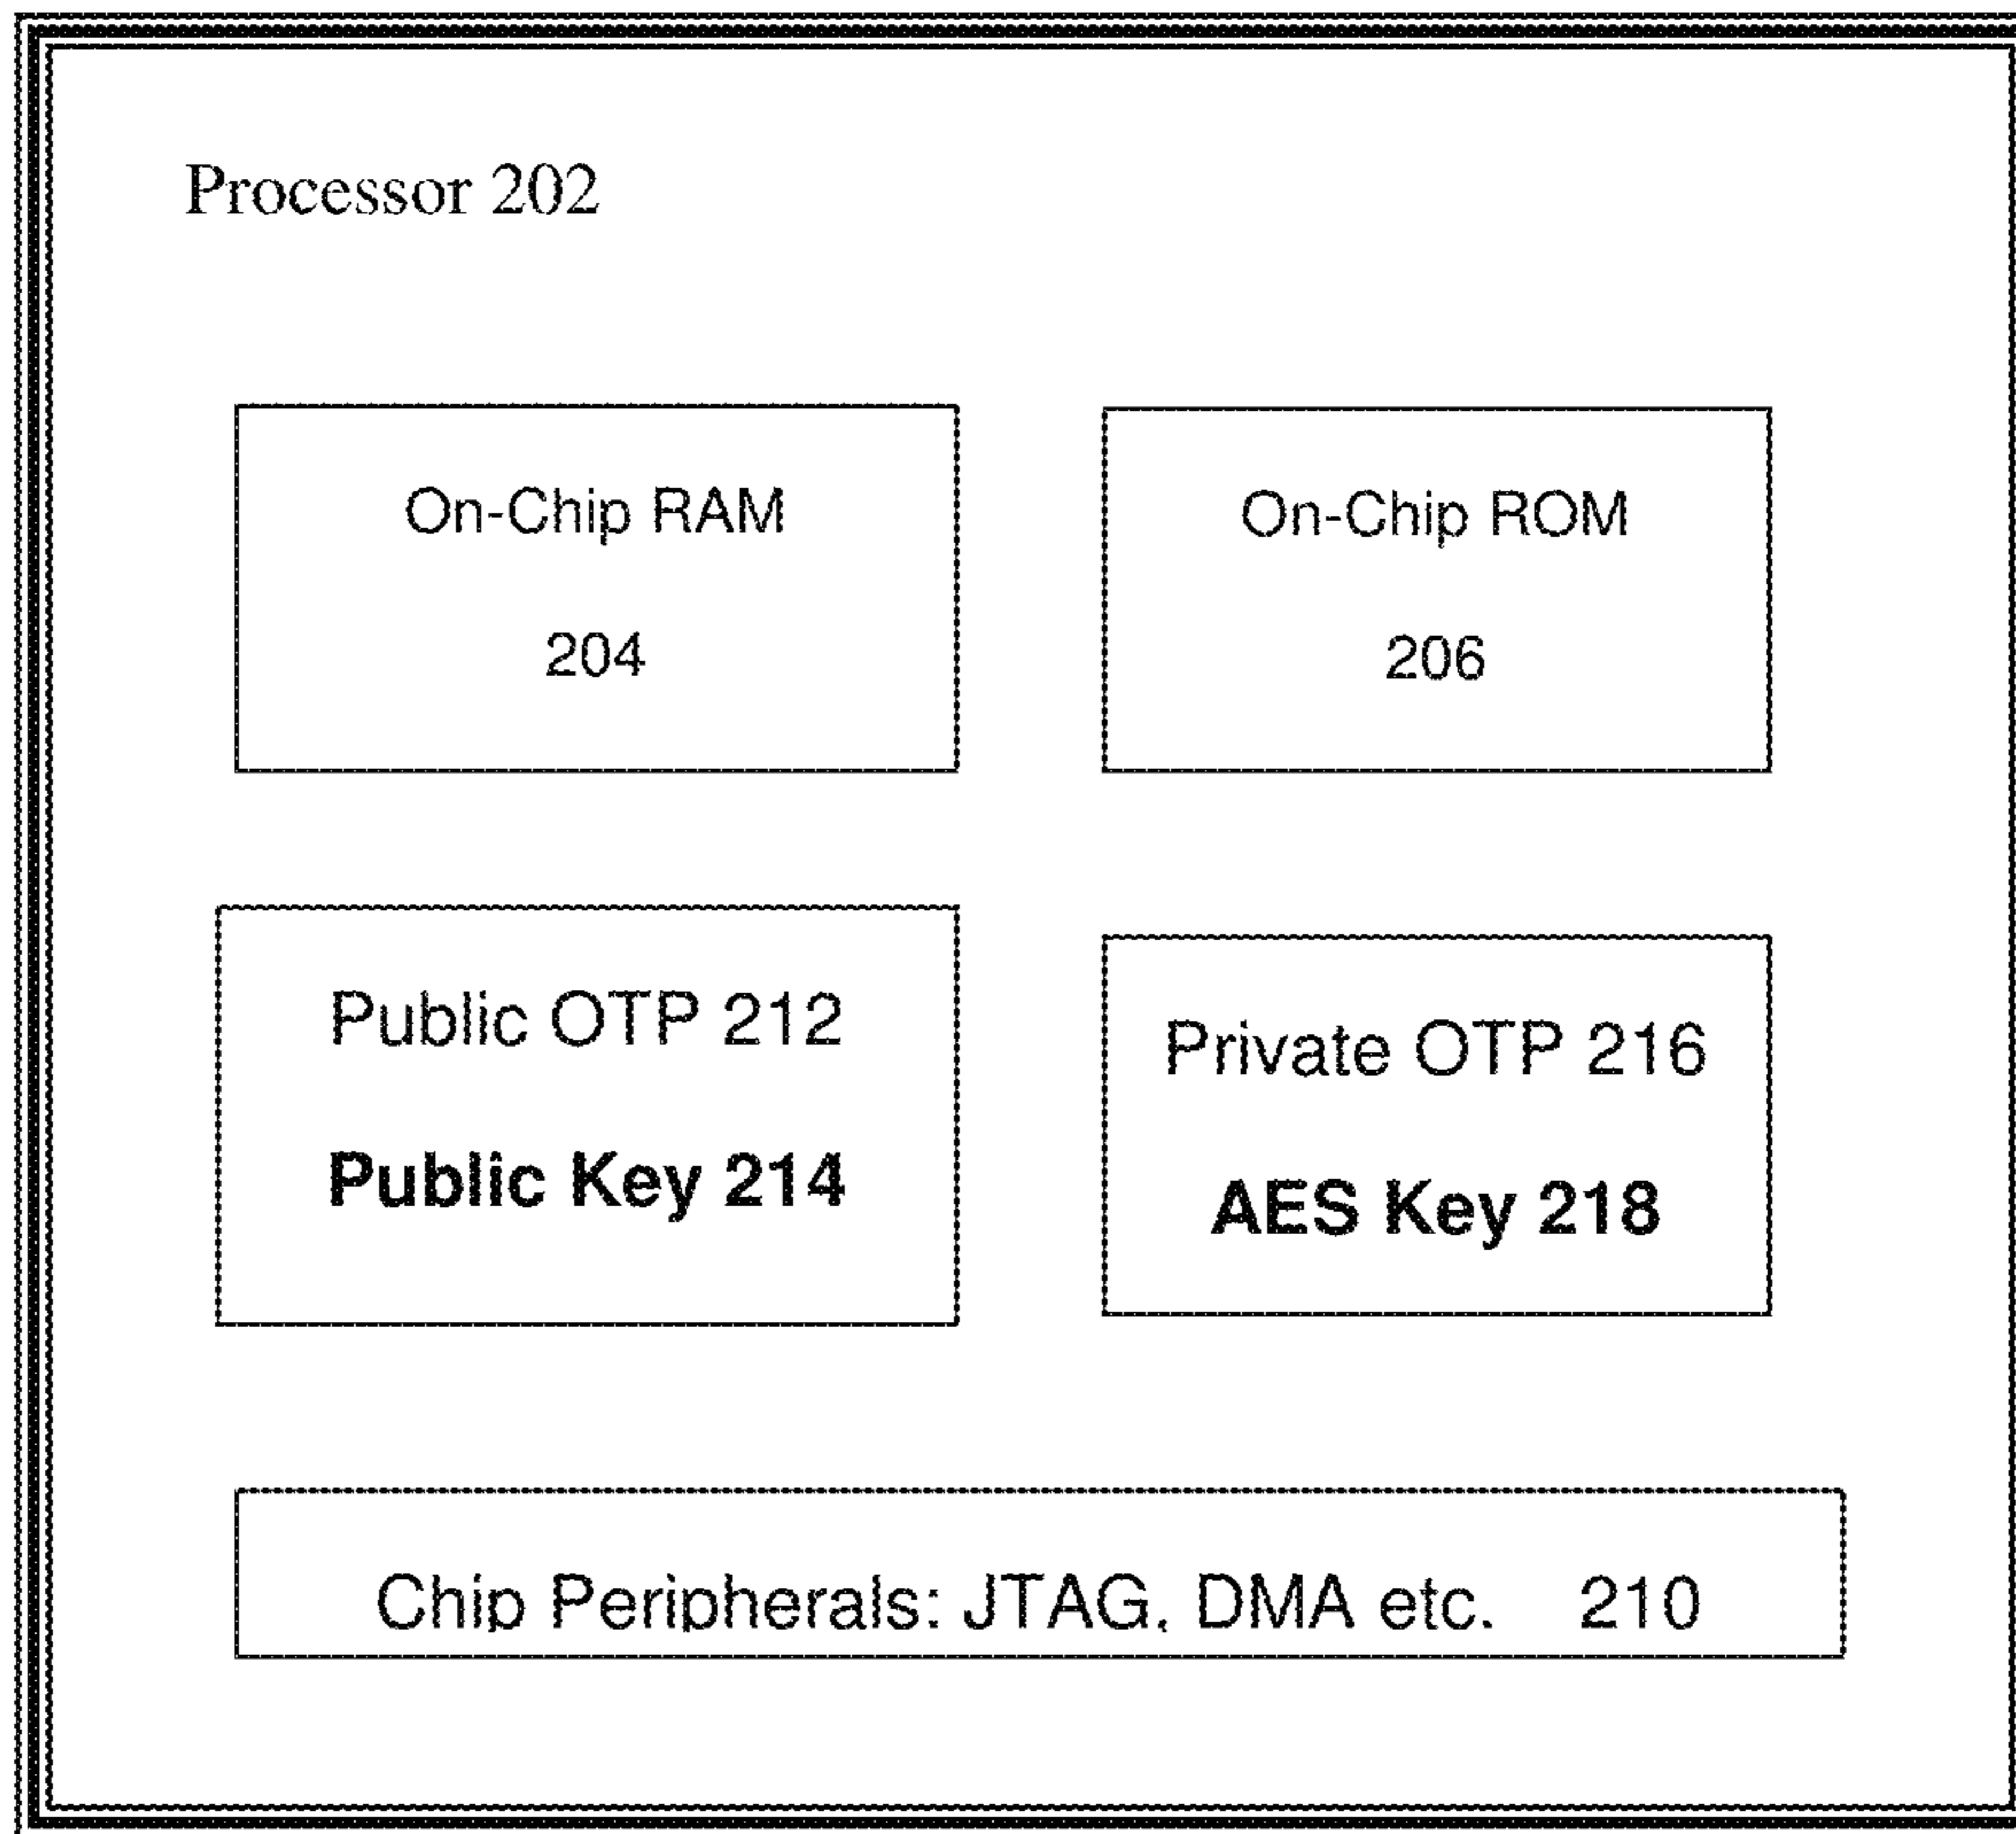 Processor 202
On-Chip RAM
204
On-Chip ROM
206
Public OTP 212
Public Key 214
Private OTP 216
AES Key 218
Chip Peripherals: JTAG, DMA etc. 210